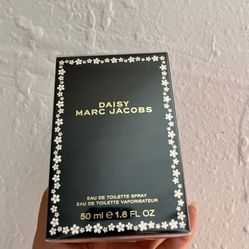 DAISY
MARC JACOBS
EAU DE TOILETTE SPRAY
EAU DE TOILETTE VAPORISATEUR
50 ml e 1.6 FL OZ